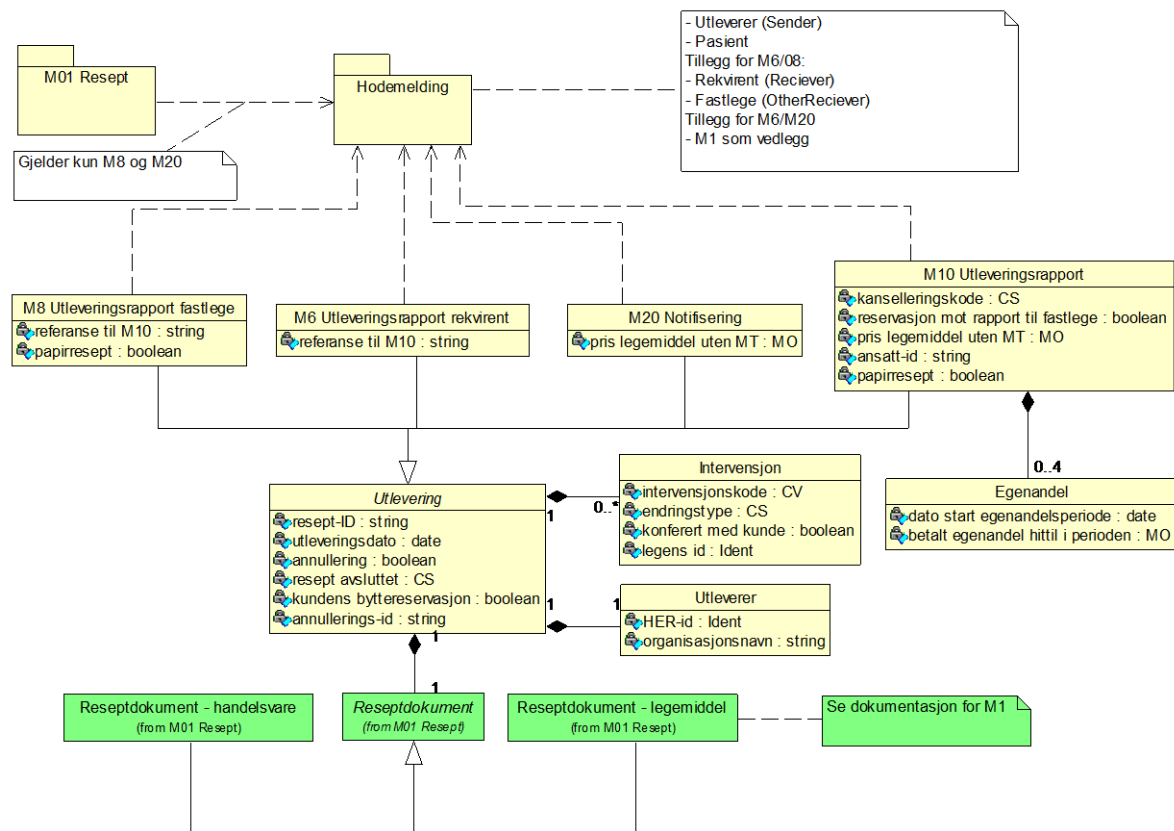 M01 Resept
Hodemelding
- Utleverer (Sender)
- Pasient
Tillegg for M6/08:
- Rekvirent (Reciever)
- Fastlege (OtherReciever)
Tillegg for M6/M20
- M1 som vedlegg
Gjelder kun M8 og M20
M8 Utleveringsrapport fastlege
referanse til M10 : string
papirresept : boolean
M6 Utleveringsrapport rekvirent
referanse til M10 : string
M20 Notifisering
pris legemiddel uten MT : MO
M10 Utleveringsrapport
kanselleringskode : CS
reservasjon mot rapport til fastlege : boolean
pris legemiddel uten MT : MO
ansatt-id : string
papirresept : boolean
0..4
Egenandel
dato start egenandelsperiode : date
betalt egenandel hittil i perioden : MO
Utlevering
resept-ID : string
utleveringsdato : date
annullering : boolean
resept avsluttet : CS
kundens byttereservasjon : boolean
annullerings-id : string
1
0..*
Intervensjon
intervensjonskode : CV
endringstype : CS
konferert med kunde : boolean
legens id : Ident
1
1
Utleverer
HER-id : Ident
organisasjonsnavn : string
1
1
Reseptdokument - handelsvare
(from M01 Resept)
Reseptdokument
(from M01 Resept)
Reseptdokument - legemiddel
(from M01 Resept)
Se dokumentasjon for M1